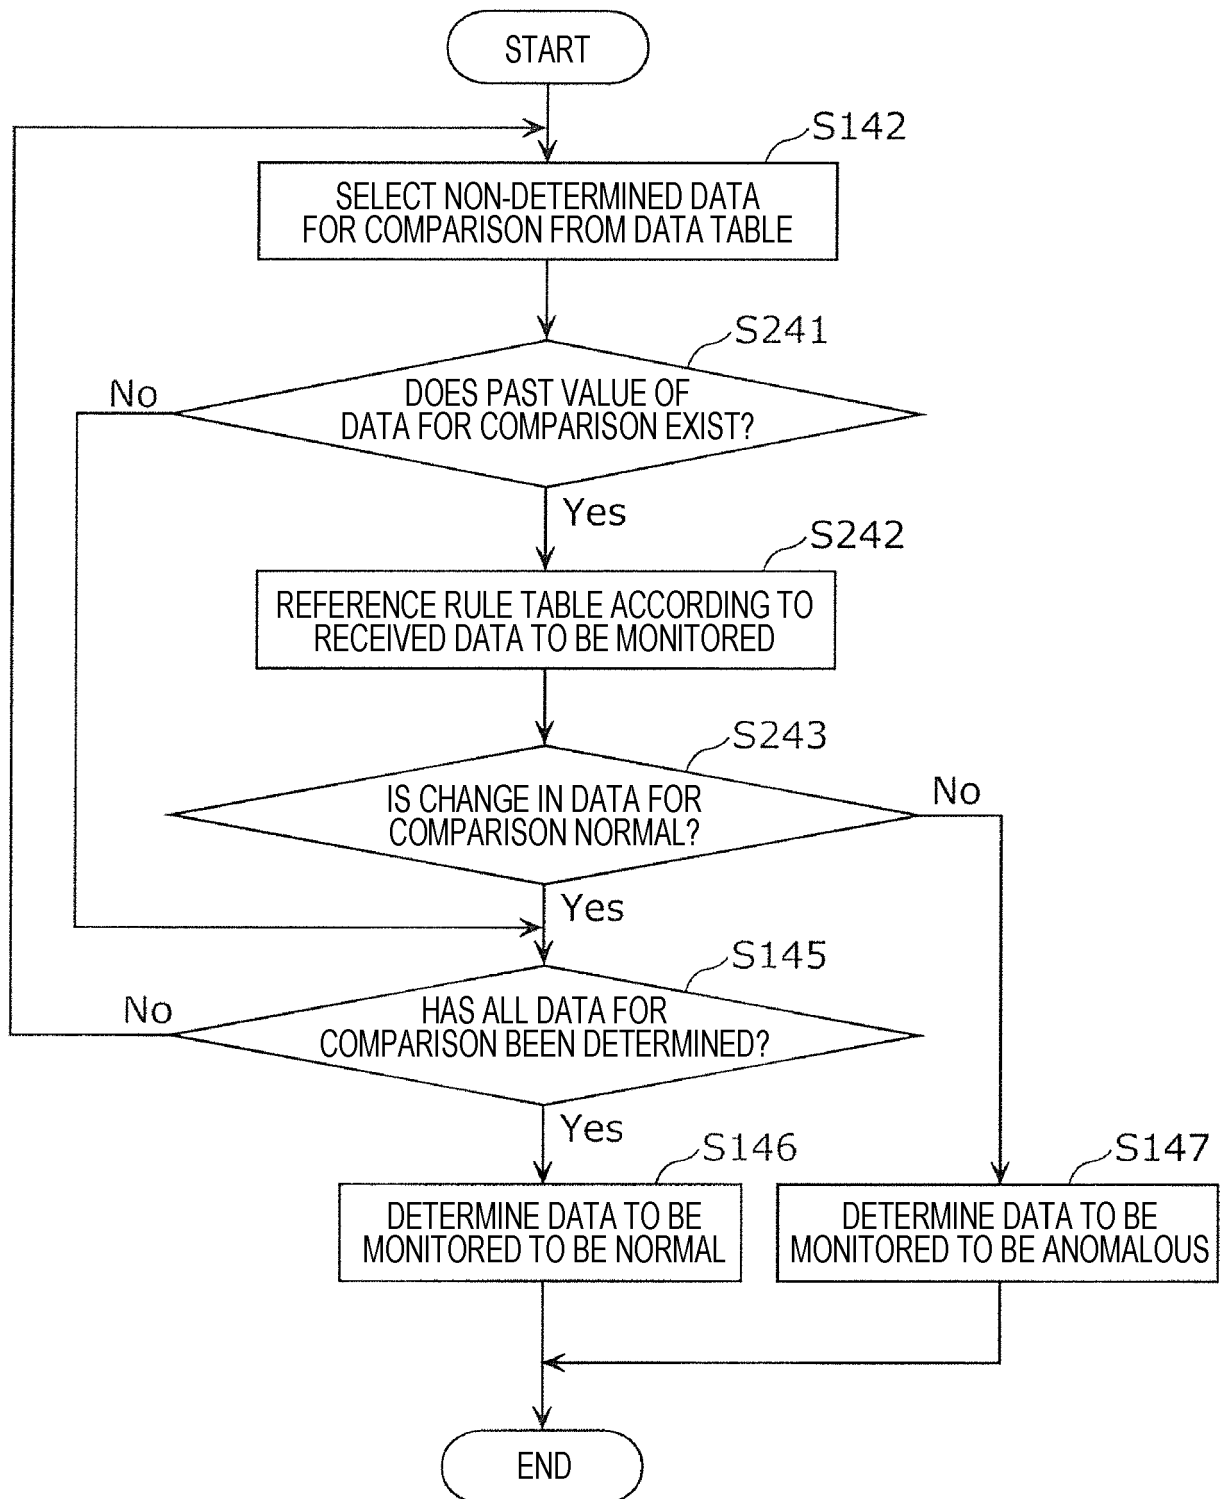 START
S142
SELECT NON-DETERMINED DATA
FOR COMPARISON FROM DATA TABLE
S241
No
DOES PAST VALUE OF
DATA FOR COMPARISON EXIST?
Yes
S242
REFERENCE RULE TABLE ACCORDING TO
RECEIVED DATA TO BE MONITORED
S243
No
IS CHANGE IN DATA FOR
COMPARISON NORMAL?
Yes
S145
No
HAS ALL DATA FOR
COMPARISON BEEN DETERMINED?
Yes
S146
S147
DETERMINE DATA TO BE
MONITORED TO BE NORMAL
DETERMINE DATA TO BE
MONITORED TO BE ANOMALOUS
END